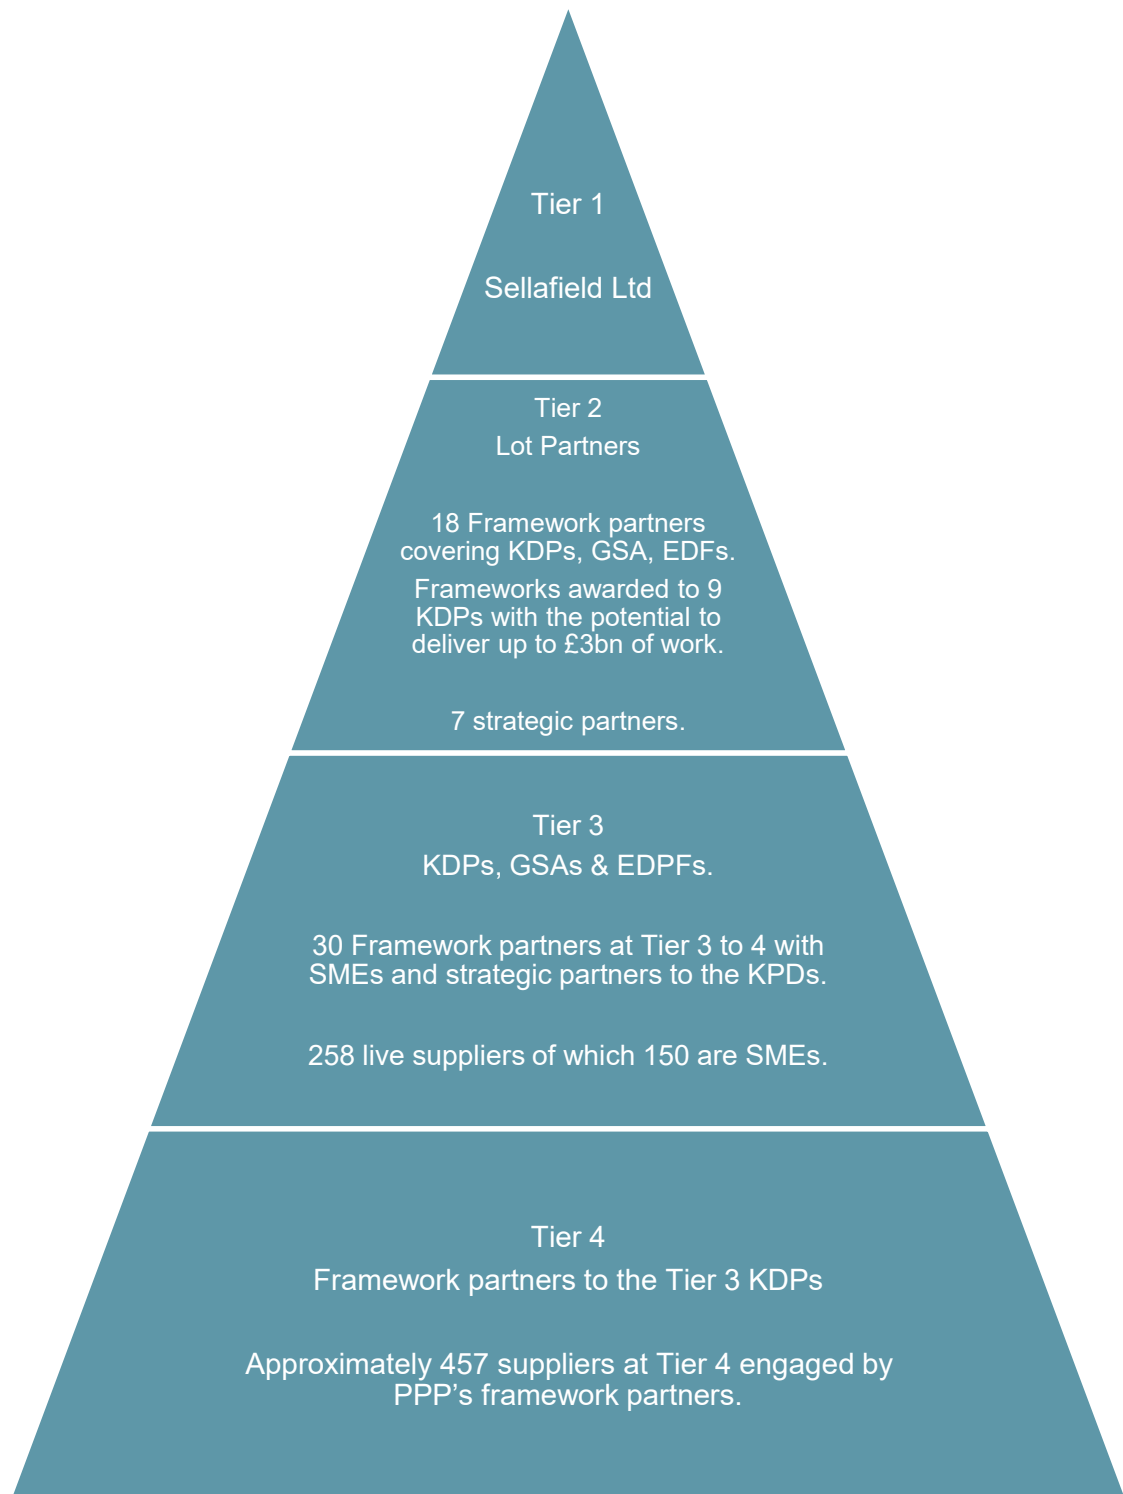 Tier 1
Sellafield Ltd
Tier 2
Lot Partners
18 Framework partners
covering KDPs, GSA, EDFs.
Frameworks awarded to 9
KDPs with the potential to
deliver up to £3bn of work.
7 strategic partners.
Tier 3
KDPs, GSAs & EDPFs.
30 Framework partners at Tier 3 to 4 with
SMEs and strategic partners to the KPDs.
258 live suppliers of which 150 are SMEs.
Tier 4
Framework partners to the Tier 3 KDPs
Approximately 457 suppliers at Tier 4 engaged by
PPP’s framework partners.